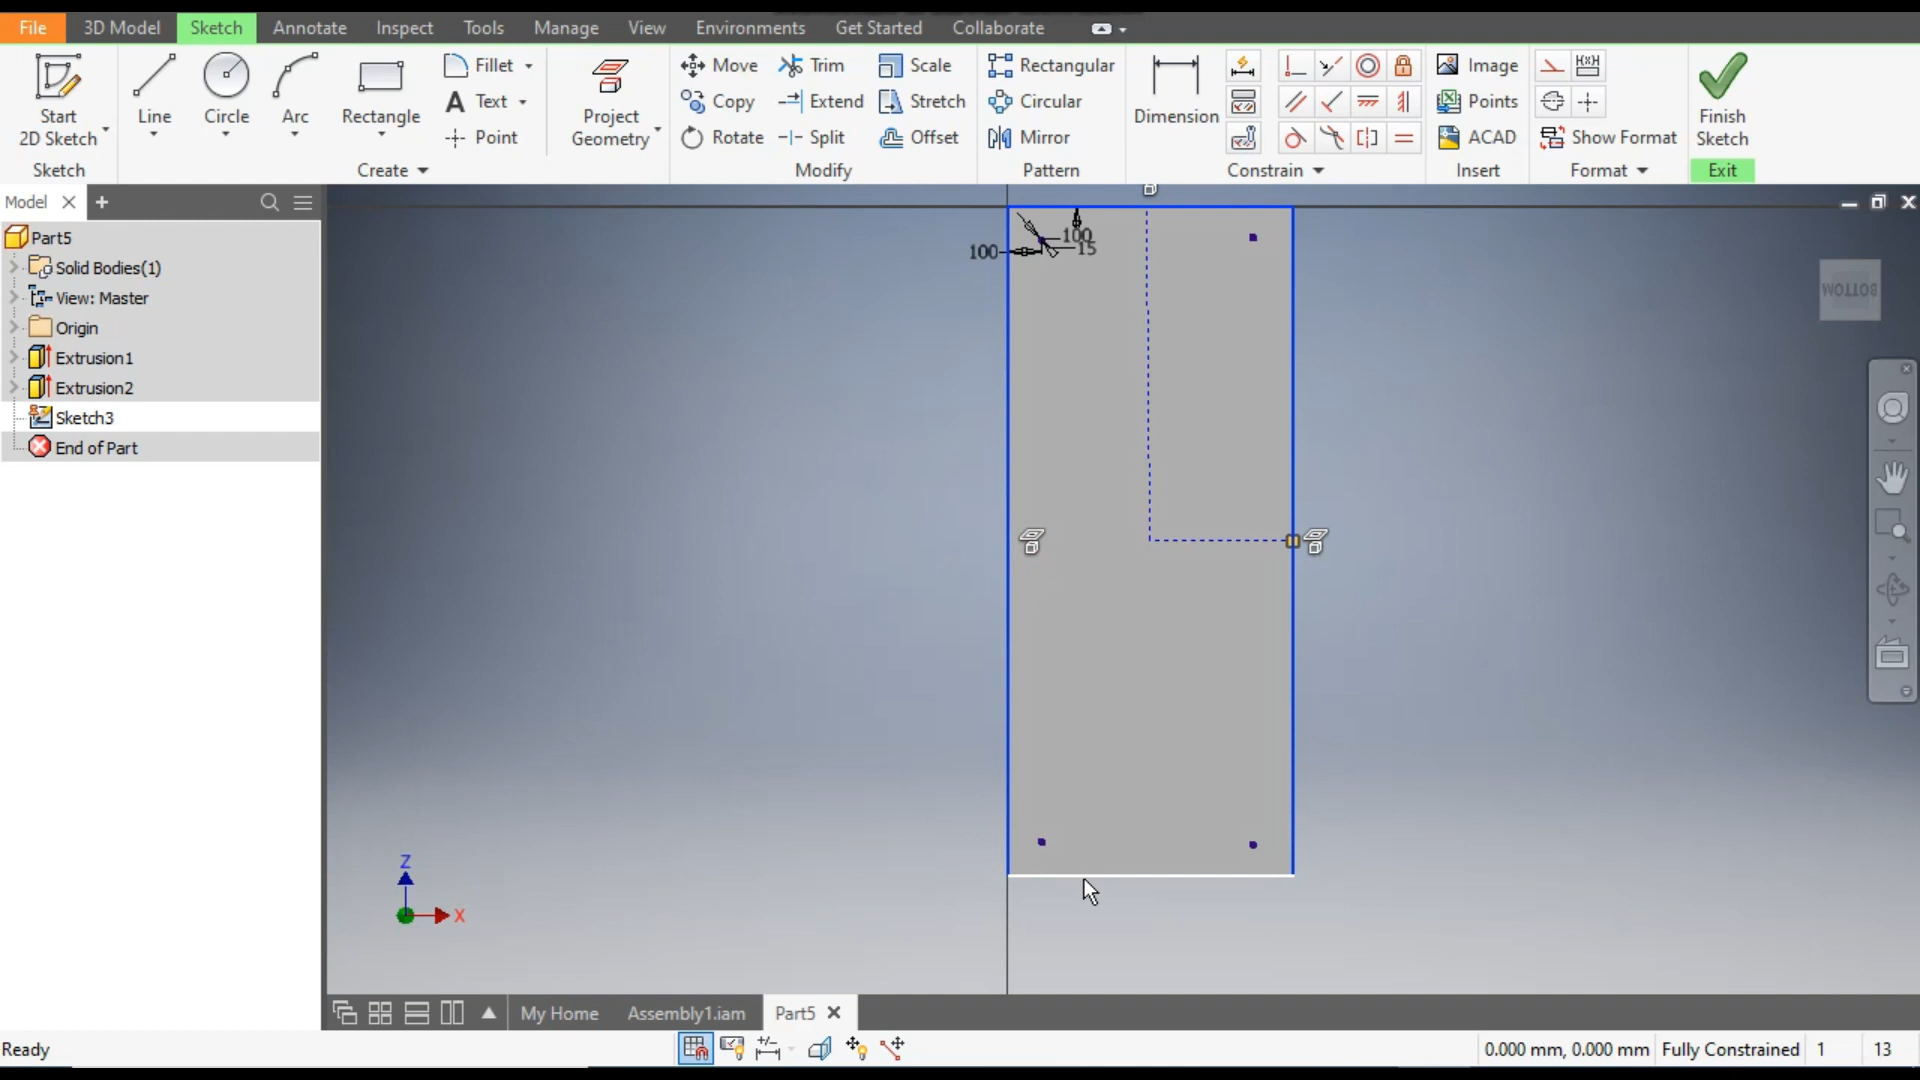 File 3D Model Sketch Annotate Inspect Tools Manage View Environments Get Started Collaborate
Start 2D Sketch
Line
Circle
Arc
Rectangle
Fillet
Text
Point
Project Geometry
Move Trim Scale
Copy Extend Stretch
Rotate Split Offset
Rectangular
Circular
Mirror
Dimension
Image
Points
ACAD
Show Format
Finish Sketch
Sketch Create Modify Pattern Constrain Insert Format Exit
Model
Part5
Solid Bodies(1)
View: Master
Origin
Extrusion1
Extrusion2
Sketch3
End of Part
100
100
15
BOTTOM
Z
X
My Home Assembly1.iam Part5
Ready 0.000 mm, 0.000 mm Fully Constrained 1 13